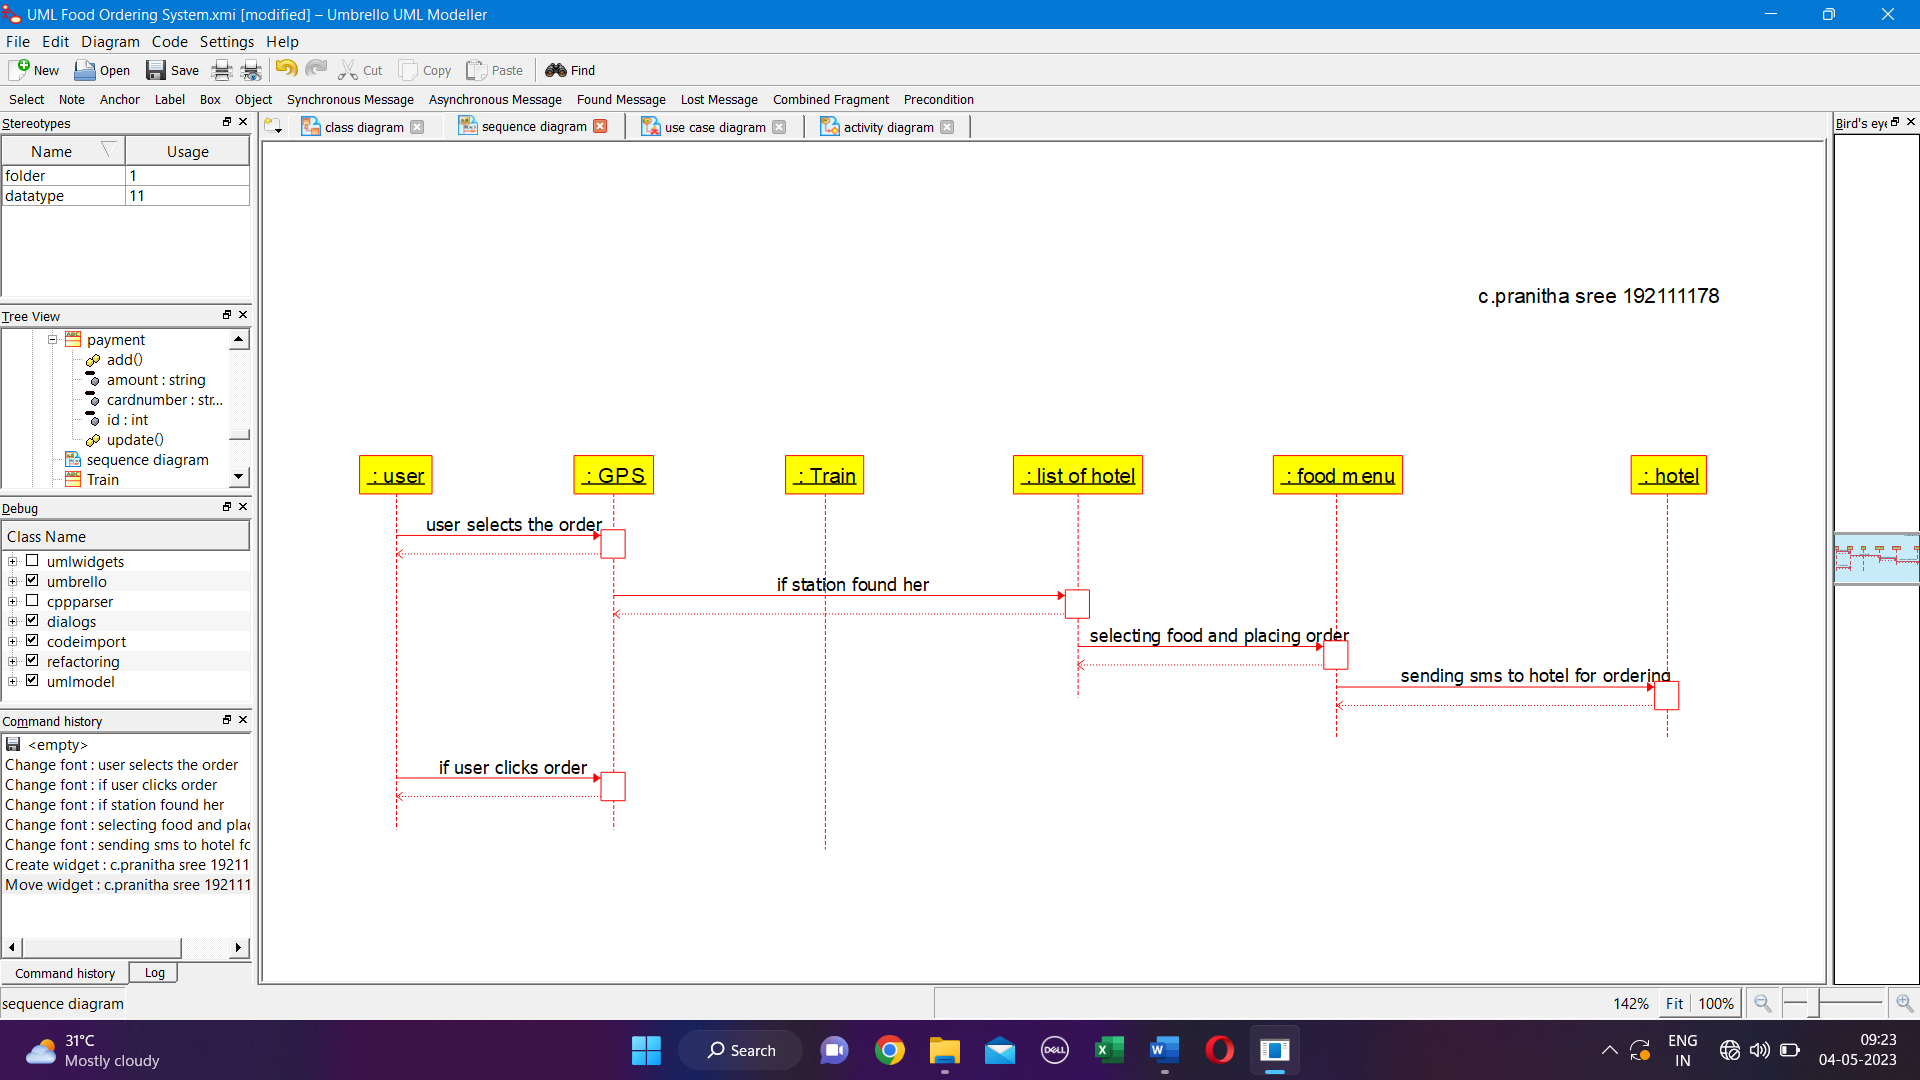 UML Food Ordering System.xmi [modified] – Umbrello UML Modeller
File Edit Diagram Code Settings Help
New Open Save Cut Copy Paste Find
Select Note Anchor Label Box Object Synchronous Message Asynchronous Message Found Message Lost Message Combined Fragment Precondition
Stereotypes
Name Usage
folder 1
datatype 11
Tree View
payment
add()
amount : string
cardnumber : str...
id : int
update()
sequence diagram
Train
Debug
Class Name
umlwidgets
umbrello
cppparser
dialogs
codeimport
refactoring
umlmodel
Command history
<empty>
Change font : user selects the order
Change font : if user clicks order
Change font : if station found her
Change font : selecting food and plac
Change font : sending sms to hotel fo
Create widget : c.pranitha sree 19211
Move widget : c.pranitha sree 192111
Command history Log
sequence diagram
class diagram sequence diagram use case diagram activity diagram
c.pranitha sree 192111178
: user : GPS : Train : list of hotel : food menu : hotel
user selects the order
if station found her
selecting food and placing order
sending sms to hotel for ordering
if user clicks order
Bird's eye
142% Fit 100%
31°C
Mostly cloudy
Search
DELL
ENG
IN
09:23
04-05-2023